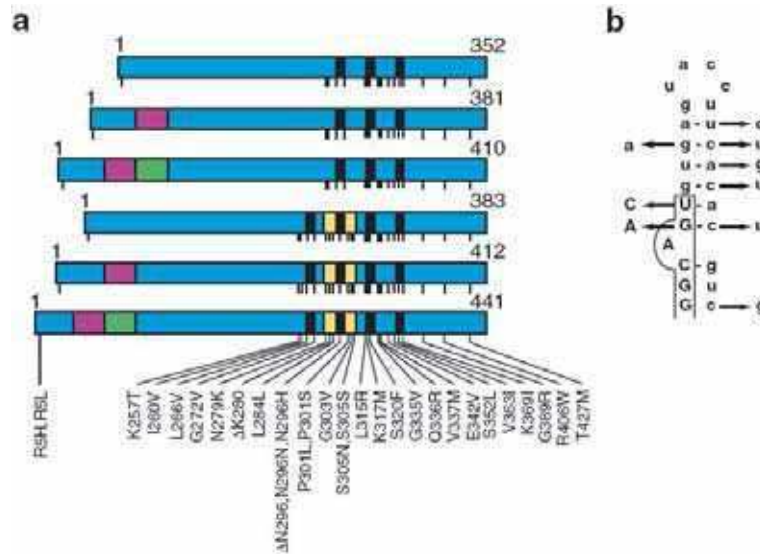 a
1
352
1
381
1
410
1
383
1
412
1
441
R5H,R5L
K257T
I260V
L266V
G272V
N279K
ΔK280
L284L
ΔN296,N296N,N296H
P301L,P301S
G303V
S305N,S305S
L315R
K317M
S320F
G335V
Q336R
V337M
E342V
S352L
V363I
K369I
G389R
R406W
T427M
b
a c
u c
g u
a u
a g c u
u a g
g c u
C U a
A G c u
A
C g
G u
G c